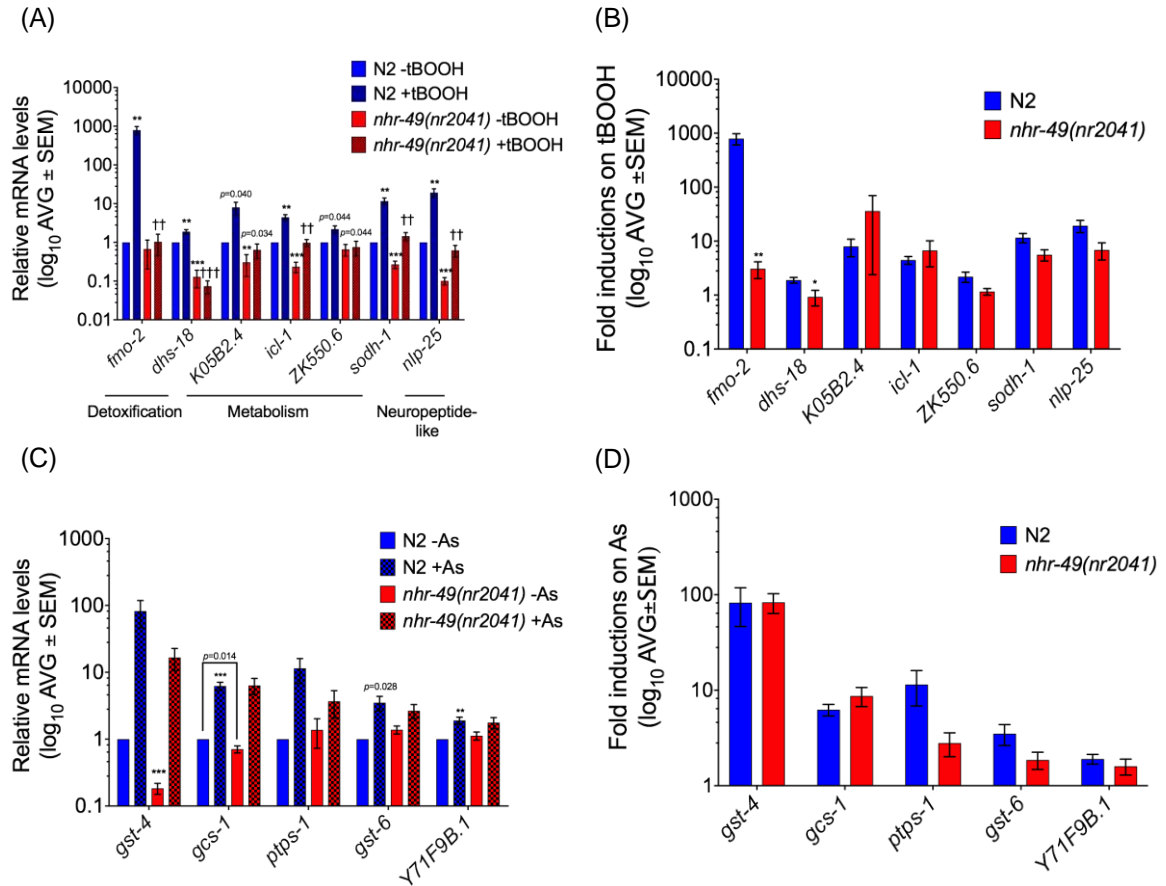 (A)
Relative mRNA levels
(log10 AVG ± SEM)
10000
1000
100
10
1
0.1
0.01
N2 -tBOOH
N2 +tBOOH
nhr-49(nr2041) -tBOOH
nhr-49(nr2041) +tBOOH
**
††
**
***
†††
p=0.040
**
p=0.034
**
***
††
p=0.044
p=0.044
**
***
††
**
***
††
fmo-2
dhs-18
K05B2.4
icl-1
ZK550.6
sodh-1
nlp-25
Detoxification
Metabolism
Neuropeptide-
like
(B)
Fold inductions on tBOOH
(log10 AVG ±SEM)
10000
1000
100
10
1
0.1
N2
nhr-49(nr2041)
**
*
fmo-2
dhs-18
K05B2.4
icl-1
ZK550.6
sodh-1
nlp-25
(C)
Relative mRNA levels
(log10 AVG ± SEM)
1000
100
10
1
0.1
N2 -As
N2 +As
nhr-49(nr2041) -As
nhr-49(nr2041) +As
***
p=0.014
***
p=0.028
**
gst-4
gcs-1
ptps-1
gst-6
Y71F9B.1
(D)
Fold inductions on As
(log10 AVG±SEM)
1000
100
10
1
N2
nhr-49(nr2041)
gst-4
gcs-1
ptps-1
gst-6
Y71F9B.1